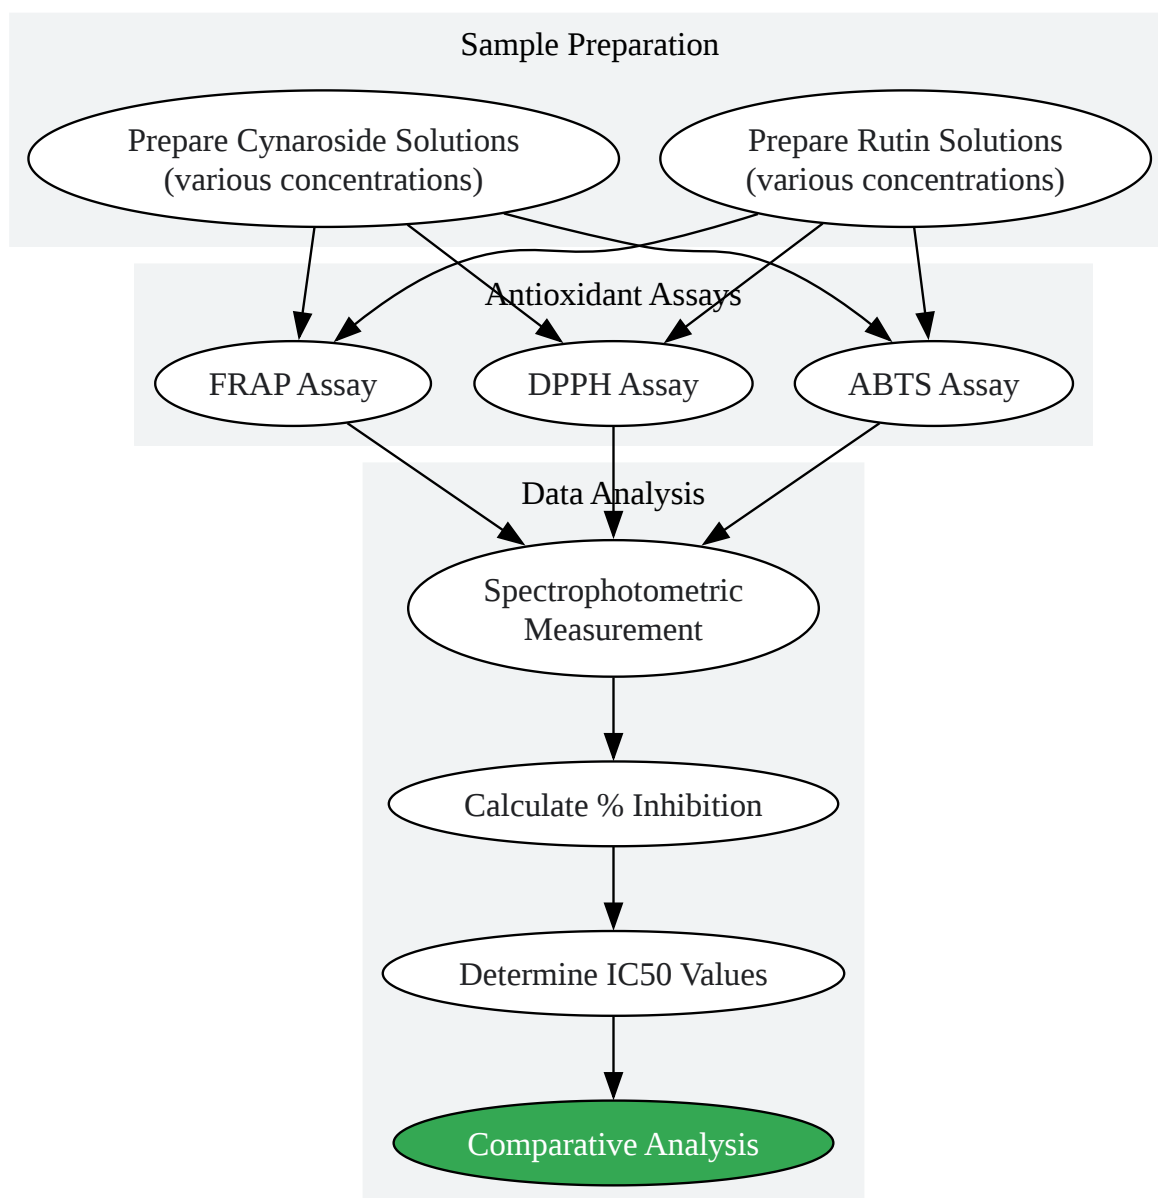 Sample Preparation
Prepare Cynaroside Solutions
(various concentrations)
Prepare Rutin Solutions
(various concentrations)
Antioxidant Assays
FRAP Assay
DPPH Assay
ABTS Assay
Data Analysis
Spectrophotometric
Measurement
Calculate % Inhibition
Determine IC50 Values
Comparative Analysis